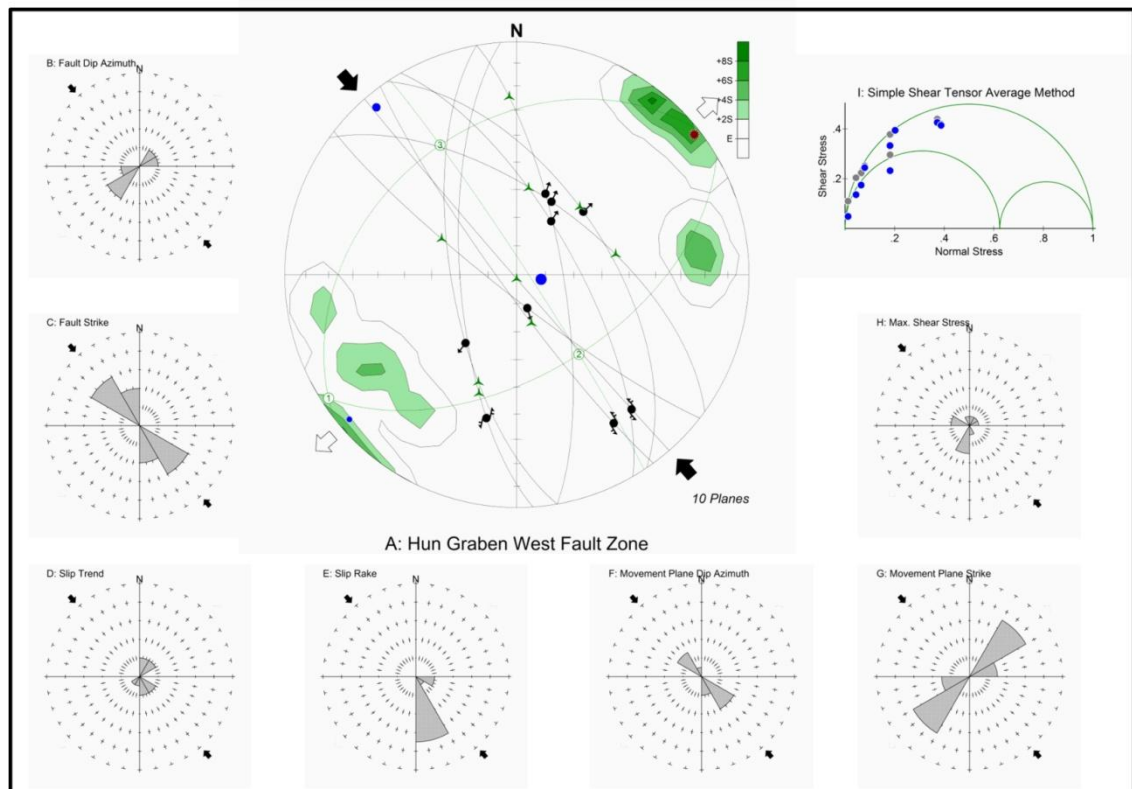 B: Fault Dip Azimuth
N
N
+8S
+6S
+4S
+2S
E
3
2
1
10 Planes
A: Hun Graben West Fault Zone
I: Simple Shear Tensor Average Method
Shear Stress
.4
.2
.2
.4
.6
.8
1
Normal Stress
C: Fault Strike
N
H: Max. Shear Stress
N
D: Slip Trend
N
E: Slip Rake
N
F: Movement Plane Dip Azimuth
N
G: Movement Plane Strike
N